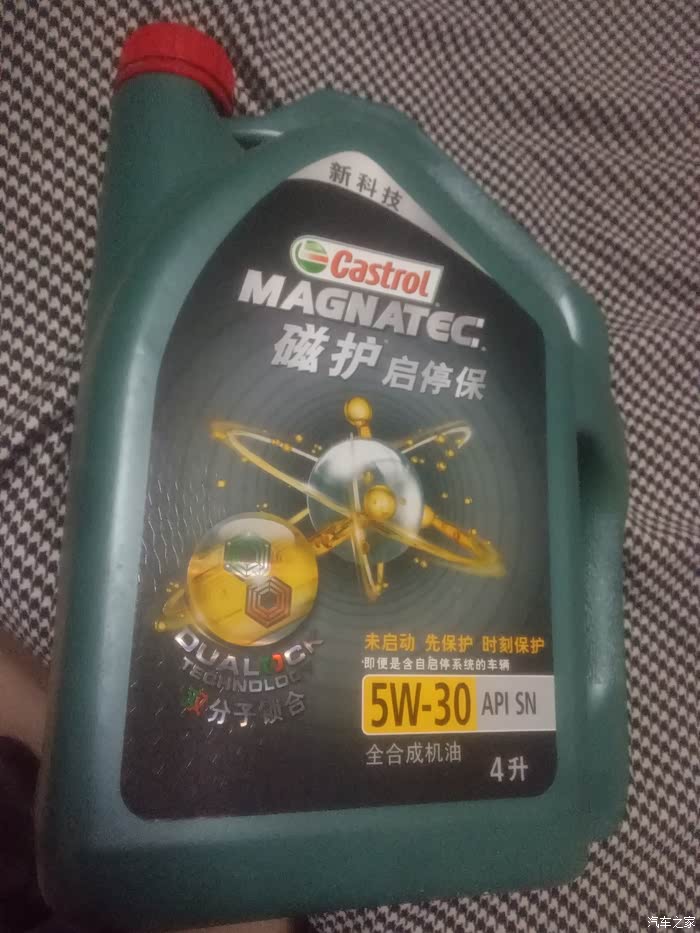 新科技
Castrol
MAGNATEC
磁护 启停保
DUALOCK
TECHNOLOGY
双分子锁合
未启动 先保护 时刻保护
即便是含自启停系统的车辆
5W-30 API SN
全合成机油
4升
汽车之家